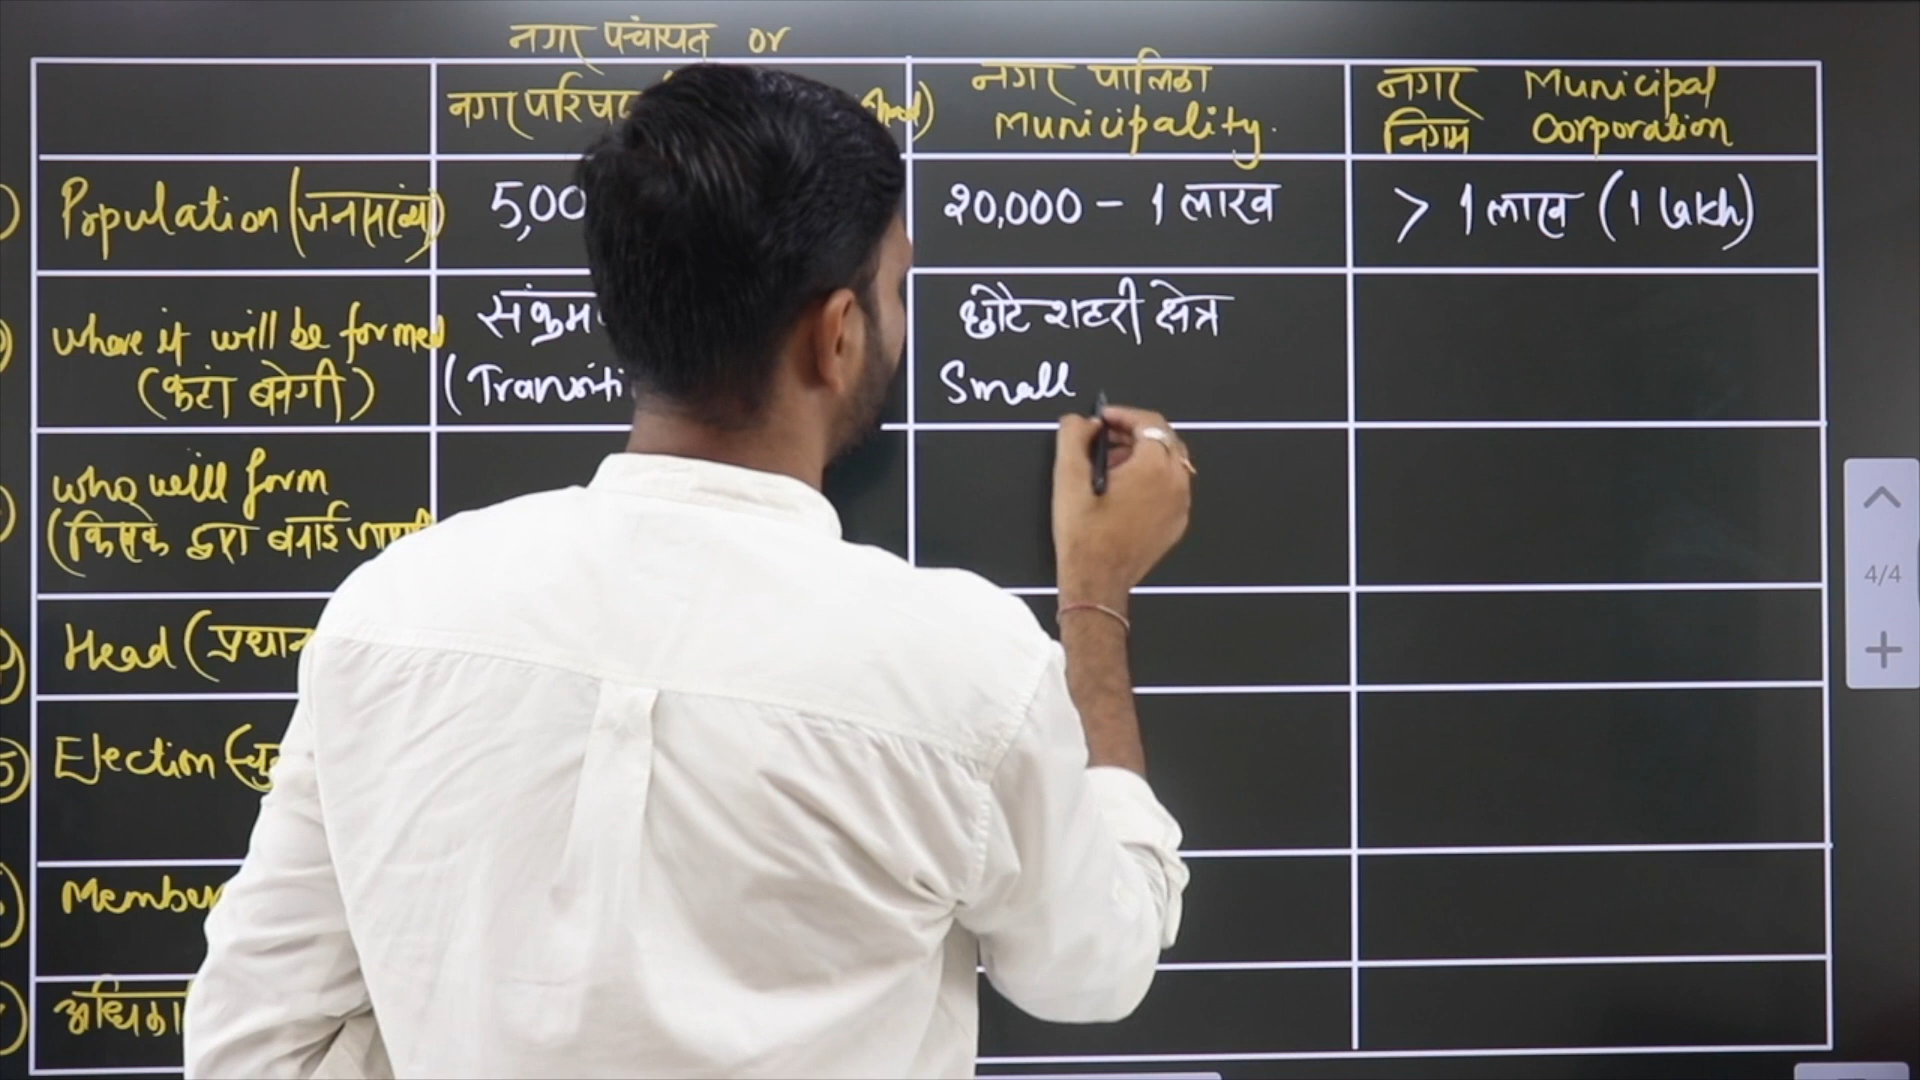 नगर पंचायत or
नगर परिषद
नगर पालिका
Municipality.
नगर Municipal
निगम Corporation
Population (जनसंख्या)
5,00
20,000 - 1 लाख
> 1 लाख (1 lakh)
where it will be formed
(कहां बनेगी)
संक्रम
(Transiti
छोटे शहरी क्षेत्र
Small
who will form
(किसके द्वारा बनाई जाएगी
Head (प्रधान
Election (चु
⑤
Member
अधिका
4/4